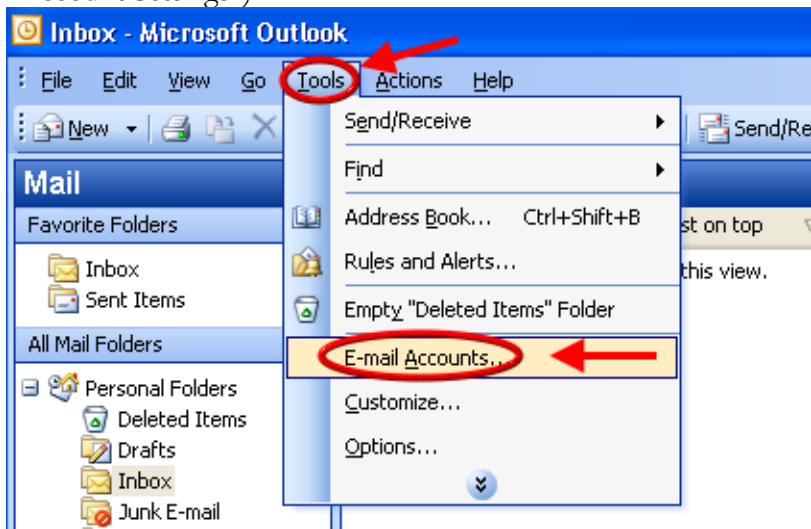 Inbox - Microsoft Outlook
File Edit View Go Tools Actions Help
New Send/Re
Send/Receive
Find
Address Book... Ctrl+Shift+B
Rules and Alerts...
Empty "Deleted Items" Folder
E-mail Accounts...
Customize...
Options...
Mail
Favorite Folders
Inbox
Sent Items
All Mail Folders
Personal Folders
Deleted Items
Drafts
Inbox
Junk E-mail
st on top
this view.